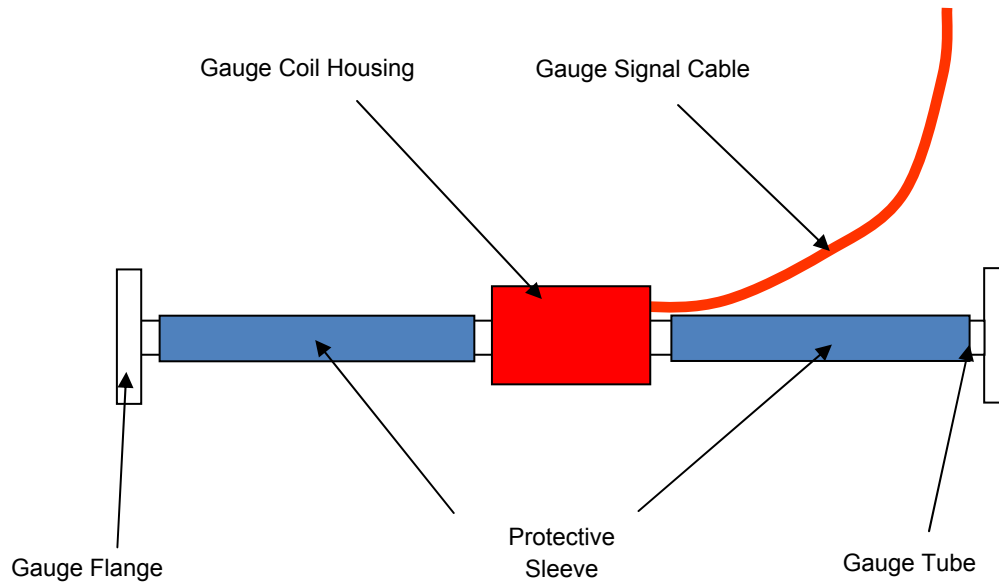 Gauge Coil Housing
Gauge Signal Cable
Gauge Flange
Protective
Sleeve
Gauge Tube